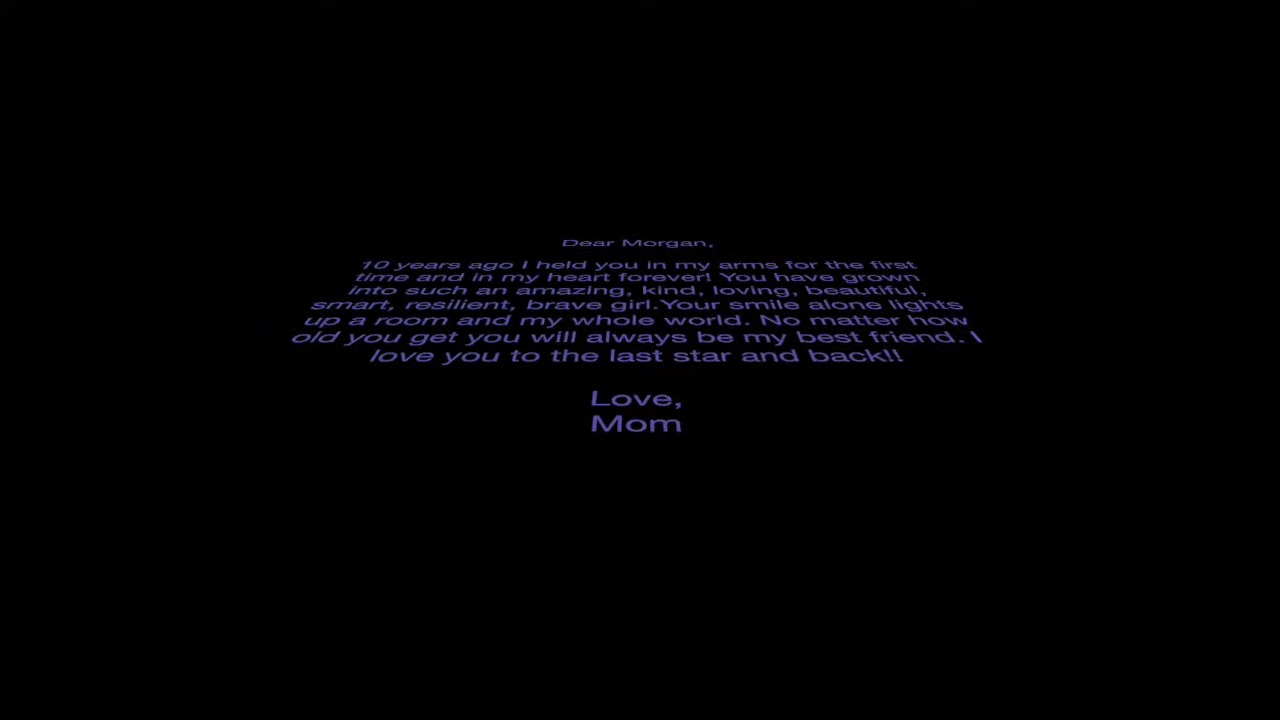 Dear Morgan,
10 years ago I held you in my arms for the first
time and in my heart forever! You have grown
into such an amazing, kind, loving, beautiful,
smart, resilient, brave girl.Your smile alone lights
up a room and my whole world. No matter how
old you get you will always be my best friend. I
love you to the last star and back!!
Love,
Mom